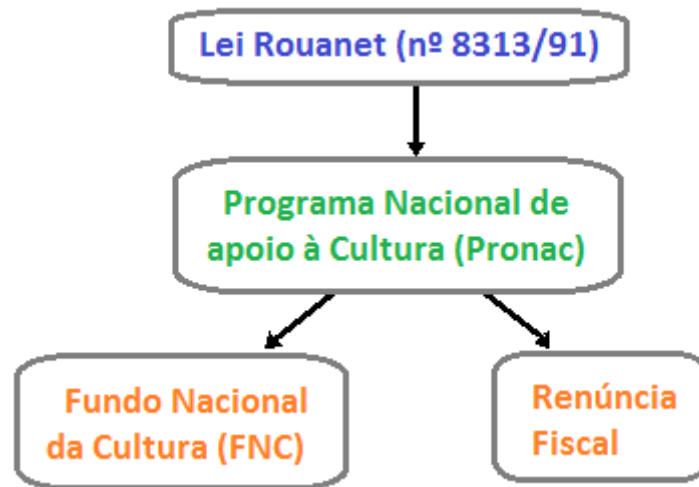 Lei Rouanet (nº 8313/91)
Programa Nacional de
apoio à Cultura (Pronac)
Fundo Nacional
da Cultura (FNC)
Renúncia
Fiscal